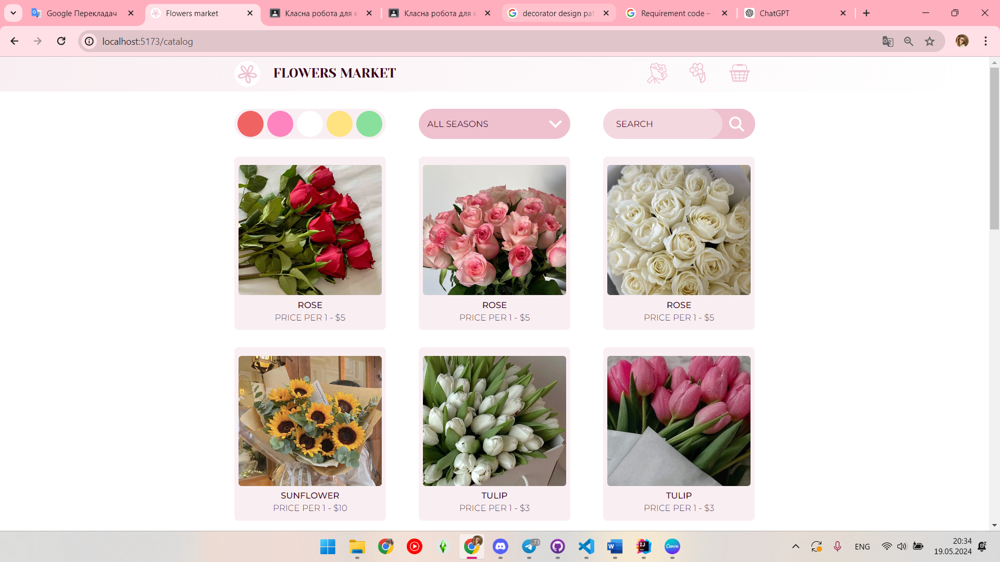 Google Перекладач
Flowers market
Класна робота для к
Класна робота для к
decorator design pat
Requirement code –
ChatGPT
localhost:5173/catalog
FLOWERS MARKET
ALL SEASONS
SEARCH
ROSE
PRICE PER 1 - $5
ROSE
PRICE PER 1 - $5
ROSE
PRICE PER 1 - $5
SUNFLOWER
PRICE PER 1 - $10
TULIP
PRICE PER 1 - $3
TULIP
PRICE PER 1 - $3
73
W
IJ
Canva
ENG
20:34
19.05.2024